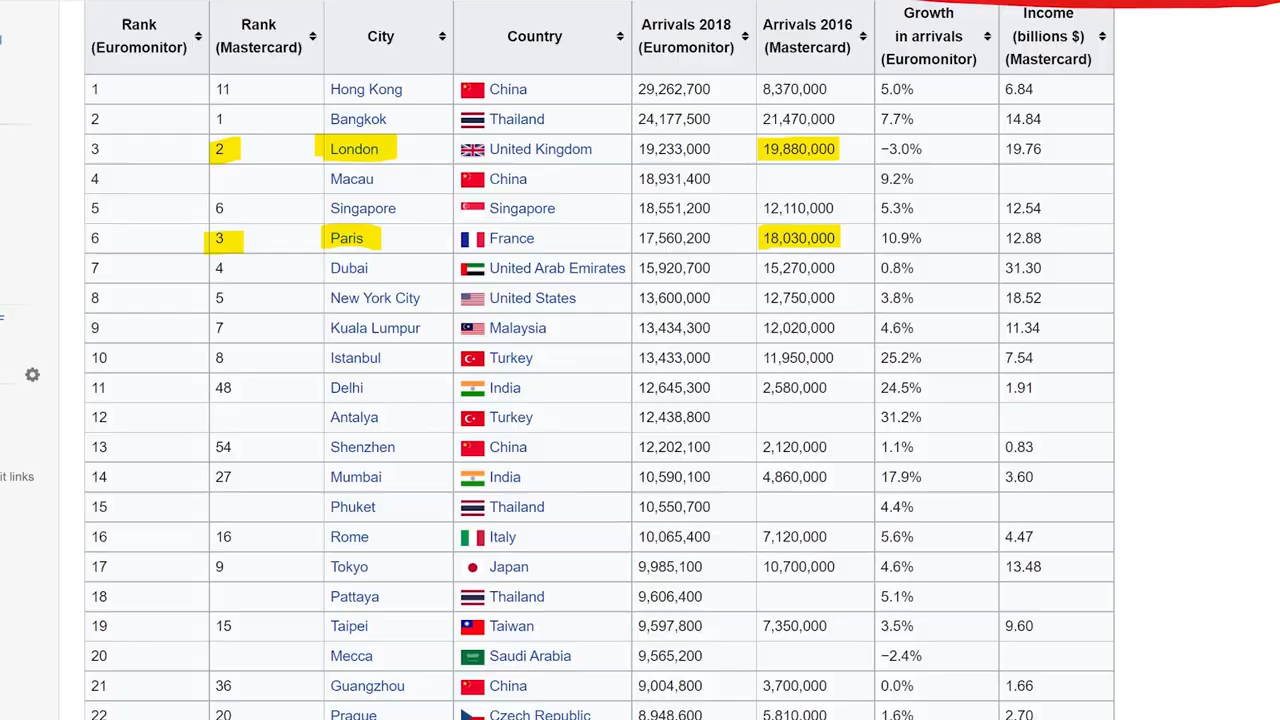 Rank (Euromonitor) Rank (Mastercard) City Country Arrivals 2018 (Euromonitor) Arrivals 2016 (Mastercard) Growth in arrivals (Euromonitor) Income (billions $) (Mastercard)
1 11 Hong Kong China 29,262,700 8,370,000 5.0% 6.84
2 1 Bangkok Thailand 24,177,500 21,470,000 7.7% 14.84
3 2 London United Kingdom 19,233,000 19,880,000 −3.0% 19.76
4 Macau China 18,931,400 9.2%
5 6 Singapore Singapore 18,551,200 12,110,000 5.3% 12.54
6 3 Paris France 17,560,200 18,030,000 10.9% 12.88
7 4 Dubai United Arab Emirates 15,920,700 15,270,000 0.8% 31.30
8 5 New York City United States 13,600,000 12,750,000 3.8% 18.52
9 7 Kuala Lumpur Malaysia 13,434,300 12,020,000 4.6% 11.34
10 8 Istanbul Turkey 13,433,000 11,950,000 25.2% 7.54
11 48 Delhi India 12,645,300 2,580,000 24.5% 1.91
12 Antalya Turkey 12,438,800 31.2%
13 54 Shenzhen China 12,202,100 2,120,000 1.1% 0.83
it links
14 27 Mumbai India 10,590,100 4,860,000 17.9% 3.60
15 Phuket Thailand 10,550,700 4.4%
16 16 Rome Italy 10,065,400 7,120,000 5.6% 4.47
17 9 Tokyo Japan 9,985,100 10,700,000 4.6% 13.48
18 Pattaya Thailand 9,606,400 5.1%
19 15 Taipei Taiwan 9,597,800 7,350,000 3.5% 9.60
20 Mecca Saudi Arabia 9,565,200 −2.4%
21 36 Guangzhou China 9,004,800 3,700,000 0.0% 1.66
22 20 Prague Czech Republic 8,948,600 5,810,000 1.6% 2.70